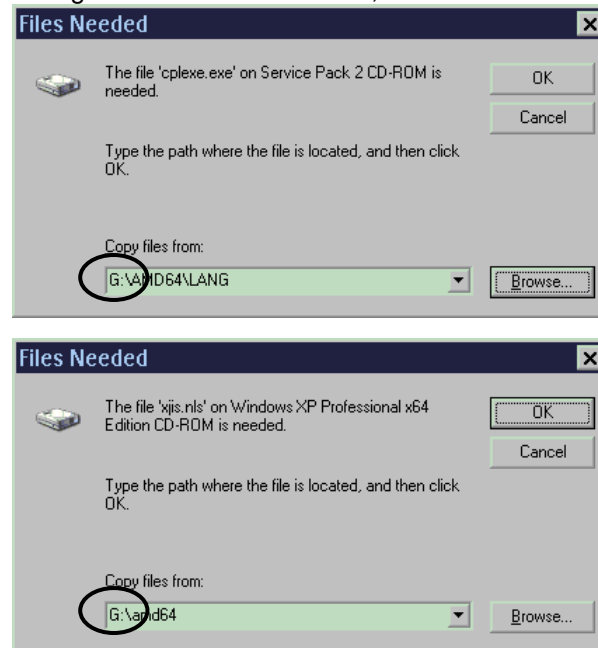 Files Needed
The file 'cplexe.exe' on Service Pack 2 CD-ROM is
needed.
OK
Cancel
Type the path where the file is located, and then click
OK.
Copy files from:
G:\AMD64\LANG
Browse...
Files Needed
The file 'xjis.nls' on Windows XP Professional x64
Edition CD-ROM is needed.
OK
Cancel
Type the path where the file is located, and then click
OK.
Copy files from:
G:\amd64
Browse...